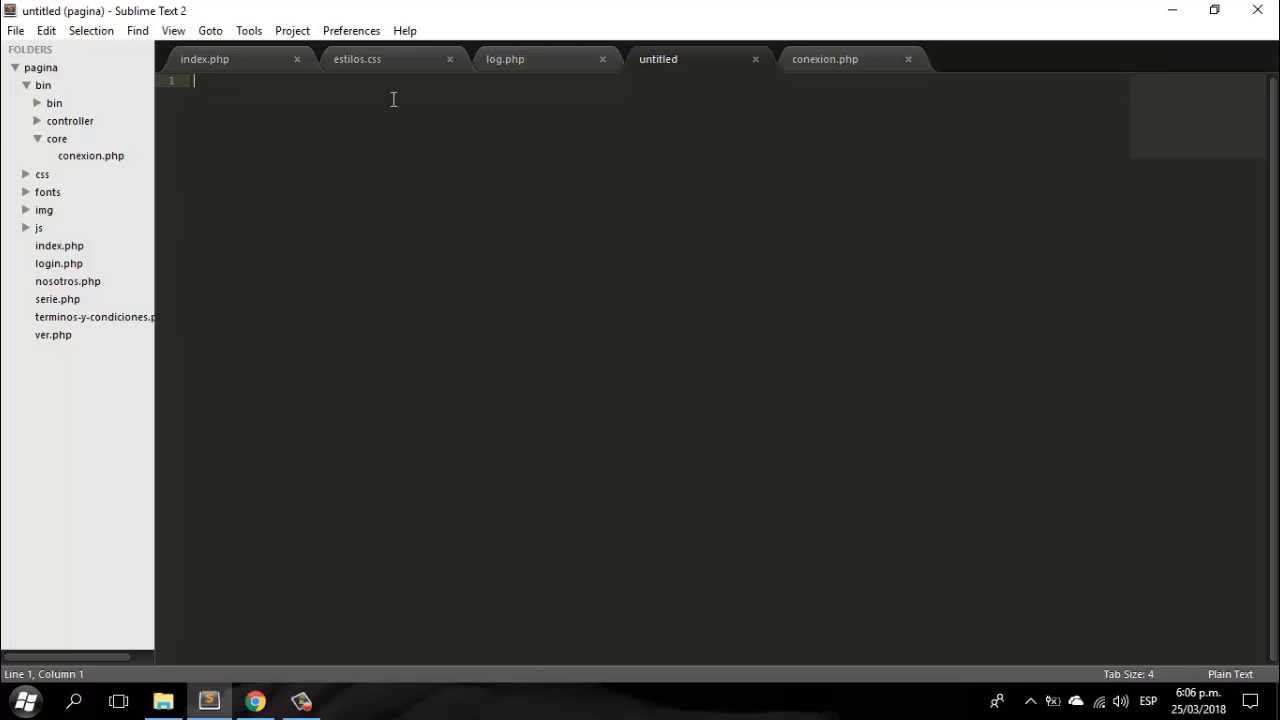 untitled (pagina) - Sublime Text 2
File Edit Selection Find View Goto Tools Project Preferences Help
FOLDERS
index.php estilos.css log.php untitled conexion.php
pagina
bin
bin
controller
core
conexion.php
css
fonts
img
js
index.php
login.php
nosotros.php
serie.php
terminos-y-condiciones.p
ver.php
1
Line 1, Column 1 Tab Size: 4 Plain Text
ESP
6:06 p.m.
25/03/2018